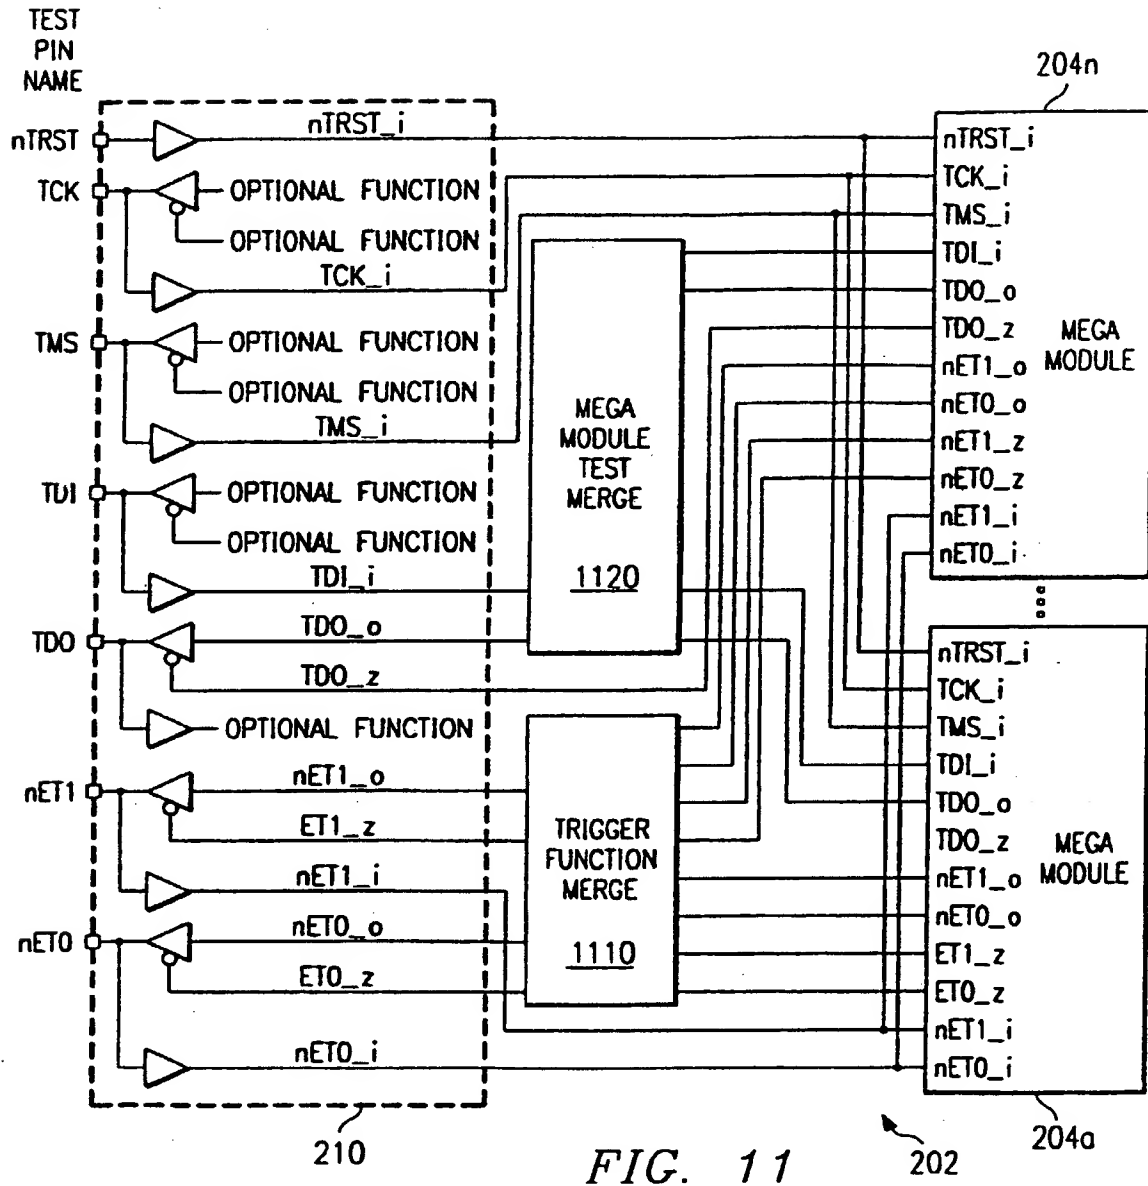 TEST
PIN
NAME
nTRST
nTRST_i
TCK
OPTIONAL FUNCTION
OPTIONAL FUNCTION
TCK_i
TMS
OPTIONAL FUNCTION
OPTIONAL FUNCTION
TMS_i
TDI
OPTIONAL FUNCTION
OPTIONAL FUNCTION
TDI_i
TDO
TDO_o
TDO_z
OPTIONAL FUNCTION
nET1
nET1_o
ET1_z
nET1_i
nET0
nET0_o
ET0_z
nET0_i
210
MEGA
MODULE
TEST
MERGE
1120
TRIGGER
FUNCTION
MERGE
1110
204n
nTRST_i
TCK_i
TMS_i
TDI_i
TDO_o
TDO_z
nET1_o
nET0_o
nET1_z
nET0_z
nET1_i
nET0_i
MEGA
MODULE
nTRST_i
TCK_i
TMS_i
TDI_i
TDO_o
TDO_z
nET1_o
nET0_o
ET1_z
ET0_z
nET1_i
nET0_i
MEGA
MODULE
204a
202
FIG. 11